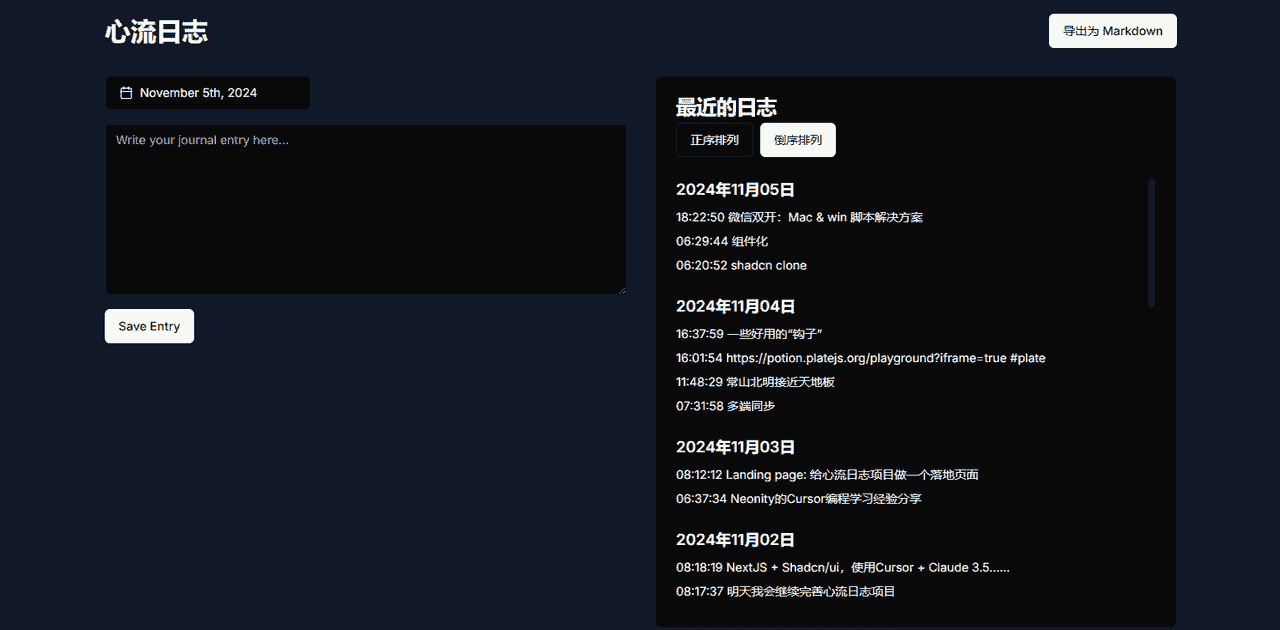 心流日志
导出为 Markdown
November 5th, 2024
Write your journal entry here...
Save Entry
最近的日志
正序排列
倒序排列
2024年11月05日
18:22:50 微信双开：Mac & win 脚本解决方案
06:29:44 组件化
06:20:52 shadcn clone
2024年11月04日
16:37:59 一些好用的“钩子”
16:01:54 https://potion.platejs.org/playground?iframe=true #plate
11:48:29 常山北明接近天地板
07:31:58 多端同步
2024年11月03日
08:12:12 Landing page: 给心流日志项目做一个落地页面
06:37:34 Neonity的Cursor编程学习经验分享
2024年11月02日
08:18:19 NextJS + Shadcn/ui，使用Cursor + Claude 3.5……
08:17:37 明天我会继续完善心流日志项目